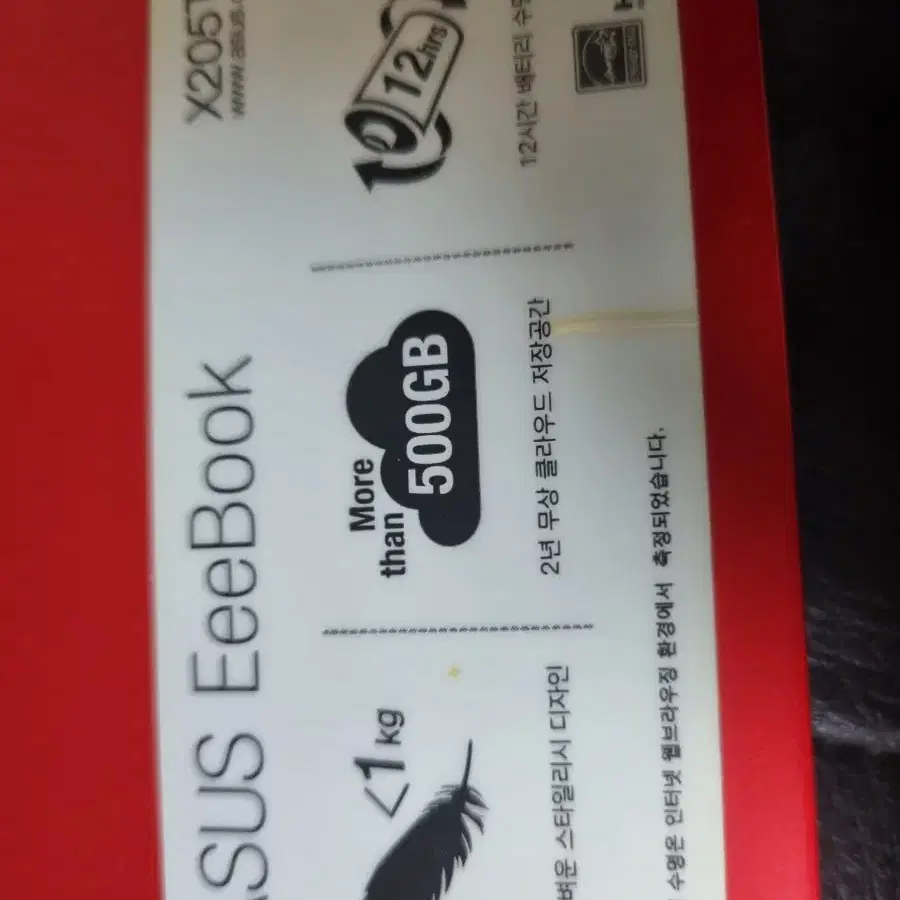 ASUS EeeBook
X205T
www.asus.c
<1kg
벼운 스타일리시 디자인
More
than
500GB
2년 무상 클라우드 저장공간
12hrs
12시간 배터리 수명
수명은 인터넷 웹브라우징 환경에서 측정되었습니다.